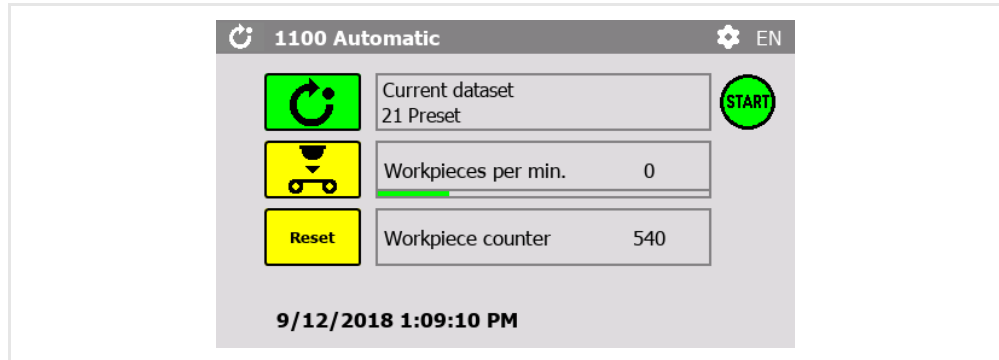 1100 Automatic EN
Current dataset
21 Preset
START
Workpieces per min. 0
Reset Workpiece counter 540
9/12/2018 1:09:10 PM